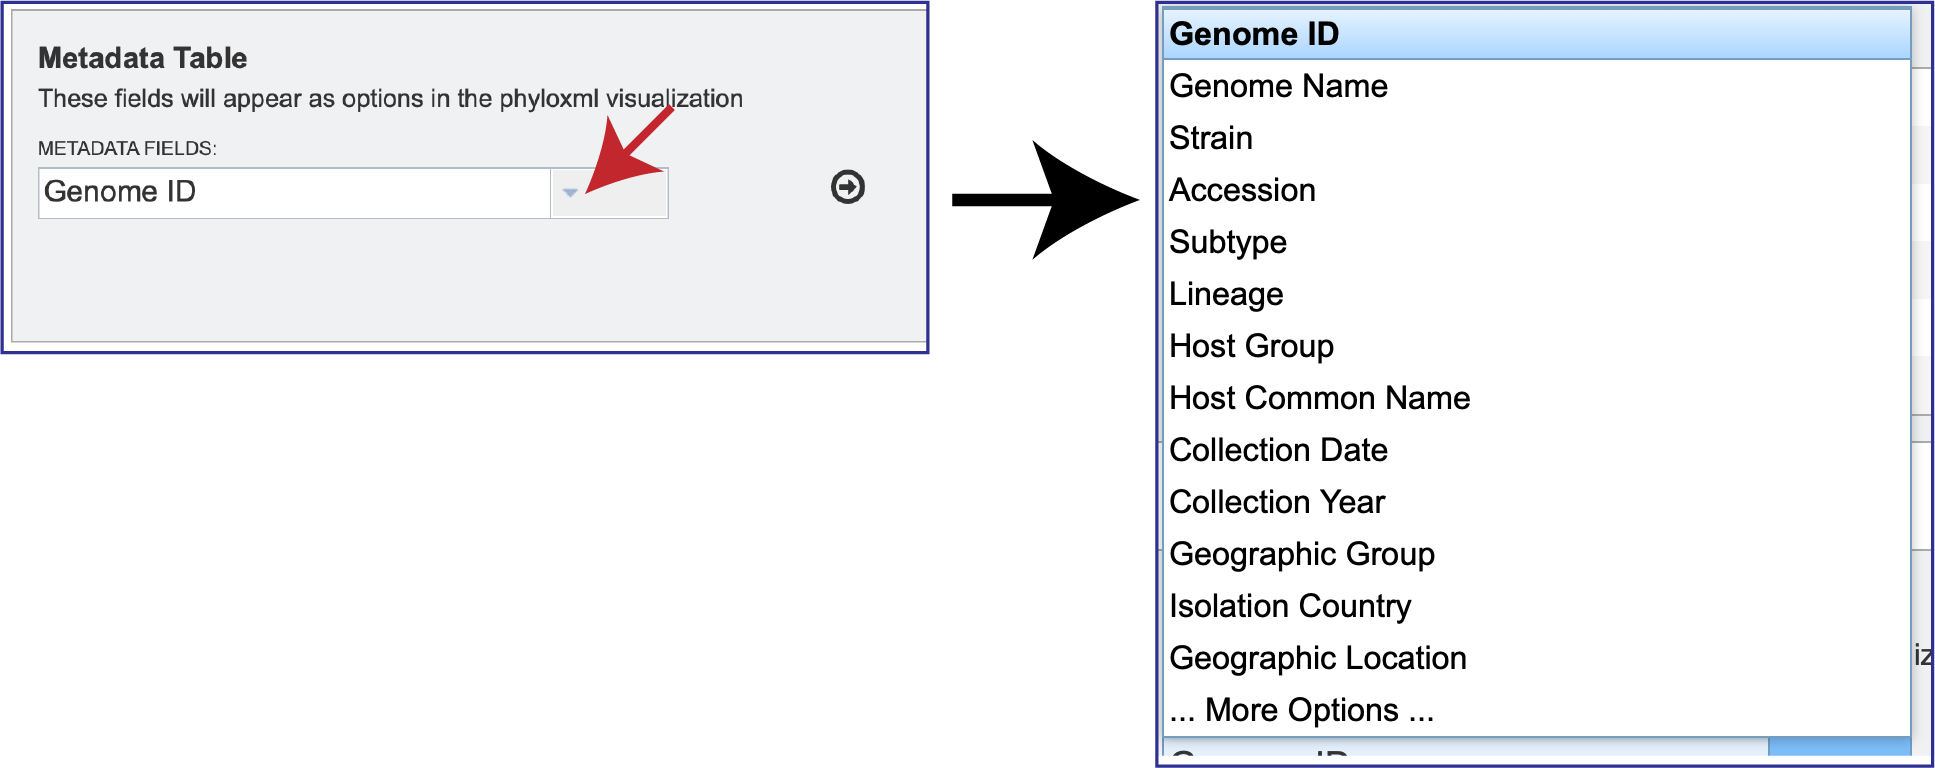 Metadata Table
These fields will appear as options in the phyloxml visualization
METADATA FIELDS:
Genome ID
Genome ID
Genome Name
Strain
Accession
Subtype
Lineage
Host Group
Host Common Name
Collection Date
Collection Year
Geographic Group
Isolation Country
Geographic Location
... More Options ...
iz